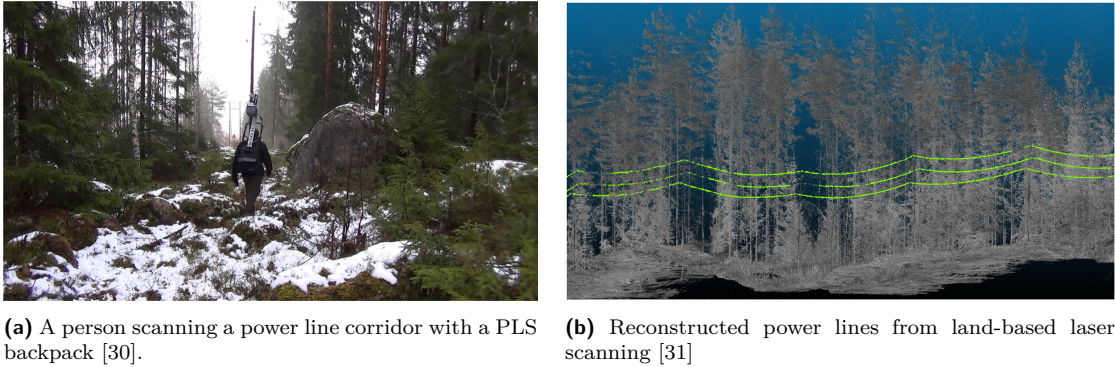 (a) A person scanning a power line corridor with a PLS
backpack [30].
(b) Reconstructed power lines from land-based laser
scanning [31]